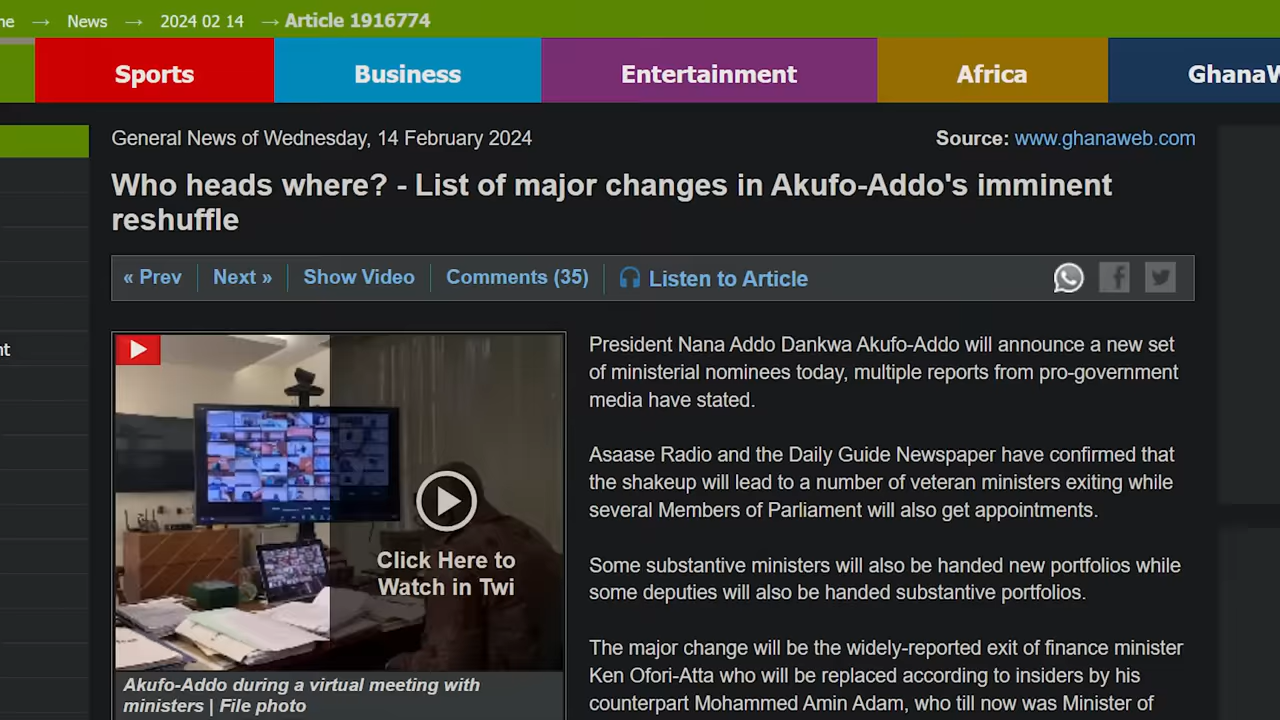 ne → News → 2024 02 14 → Article 1916774
Sports Business Entertainment Africa GhanaW
General News of Wednesday, 14 February 2024 Source: www.ghanaweb.com
Who heads where? - List of major changes in Akufo-Addo's imminent
reshuffle
« Prev Next » Show Video Comments (35) Listen to Article
nt
Click Here to
Watch in Twi
Akufo-Addo during a virtual meeting with
ministers | File photo
President Nana Addo Dankwa Akufo-Addo will announce a new set
of ministerial nominees today, multiple reports from pro-government
media have stated.
Asaase Radio and the Daily Guide Newspaper have confirmed that
the shakeup will lead to a number of veteran ministers exiting while
several Members of Parliament will also get appointments.
Some substantive ministers will also be handed new portfolios while
some deputies will also be handed substantive portfolios.
The major change will be the widely-reported exit of finance minister
Ken Ofori-Atta who will be replaced according to insiders by his
counterpart Mohammed Amin Adam, who till now was Minister of